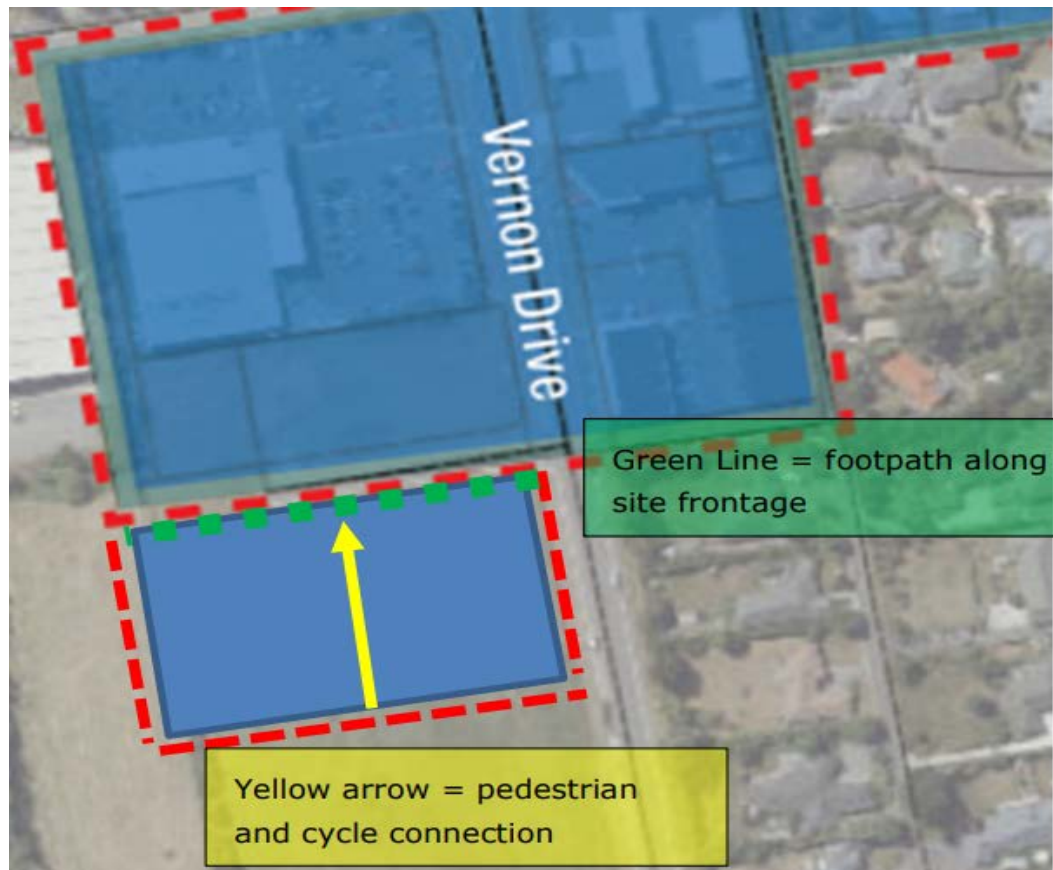 Vernon Drive
Green Line = footpath along
site frontage
Yellow arrow = pedestrian
and cycle connection